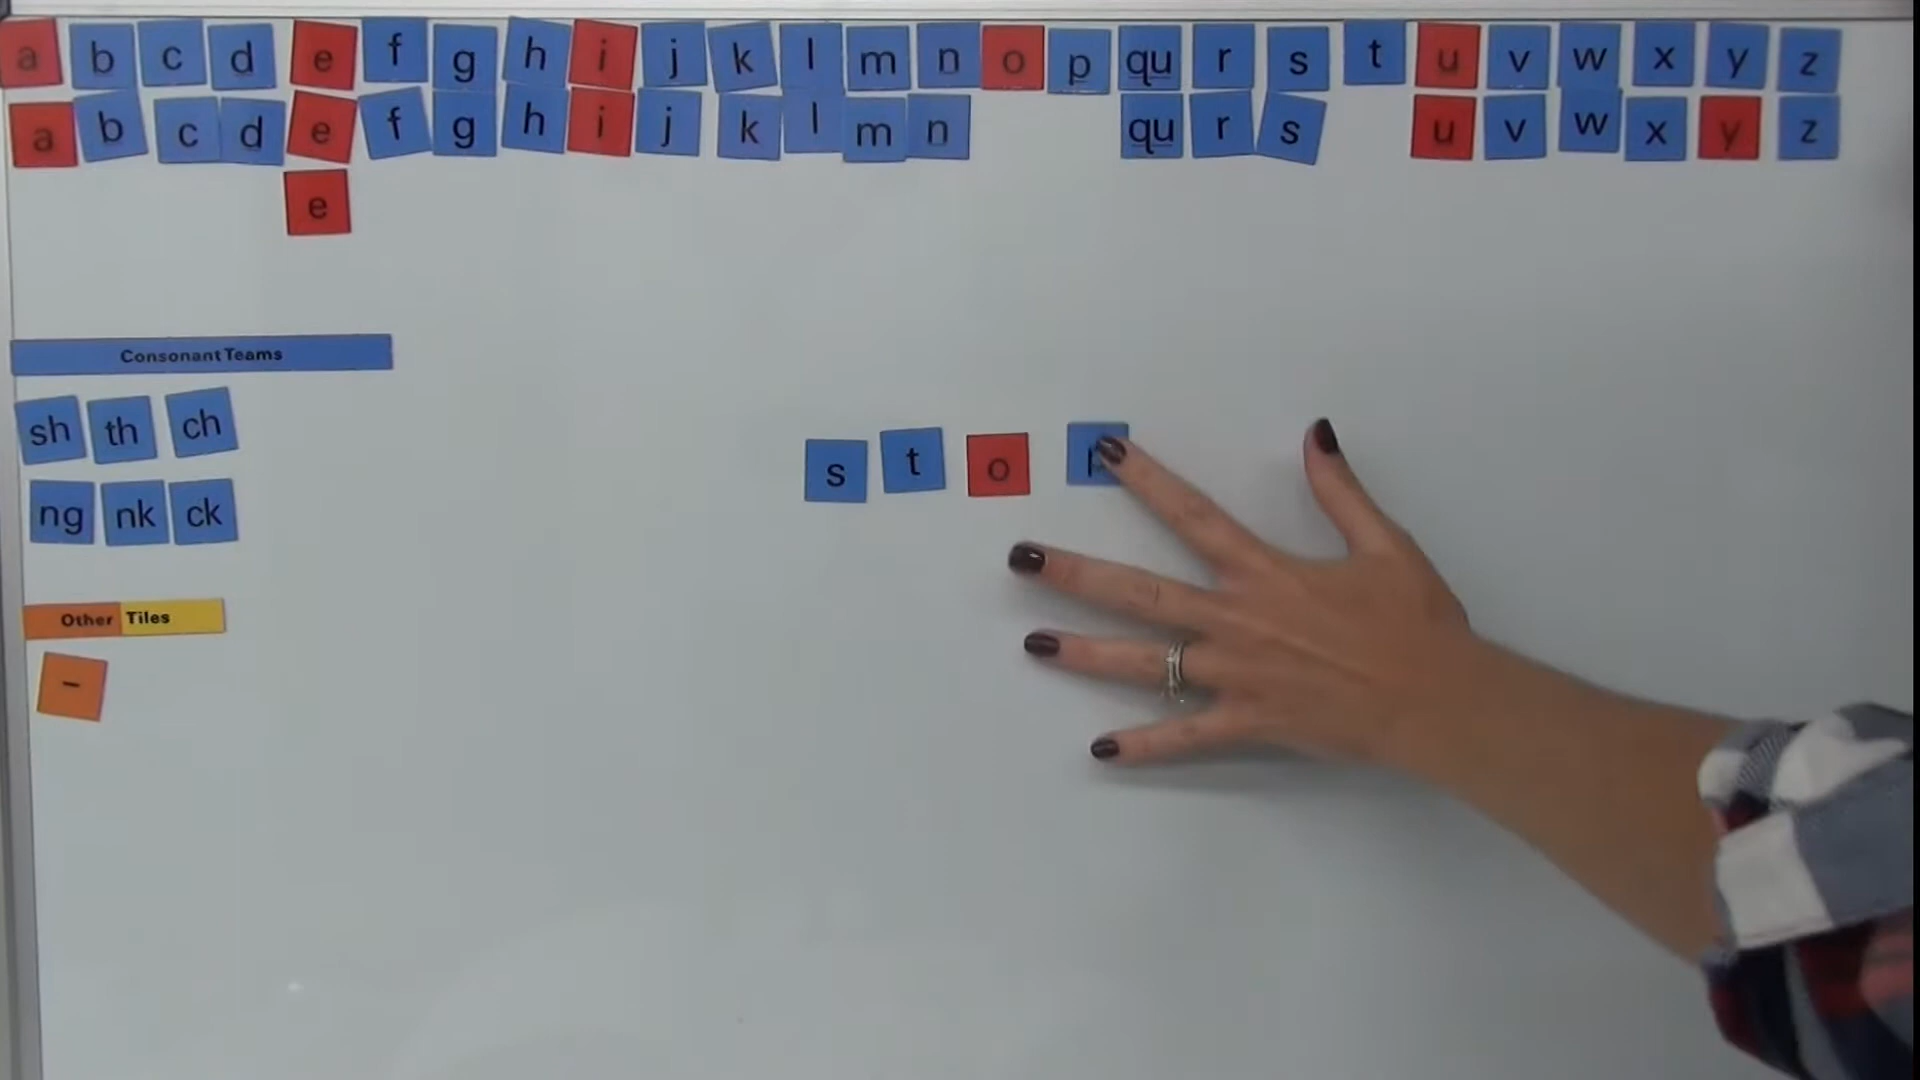 a b c d e f g h i j k l m n o p qu r s t u v w x y z
a b c d e f g h i j k l m n qu r s u v w x y z
e
Consonant Teams
sh th ch
ng nk ck
s t o p
Other Tiles
-